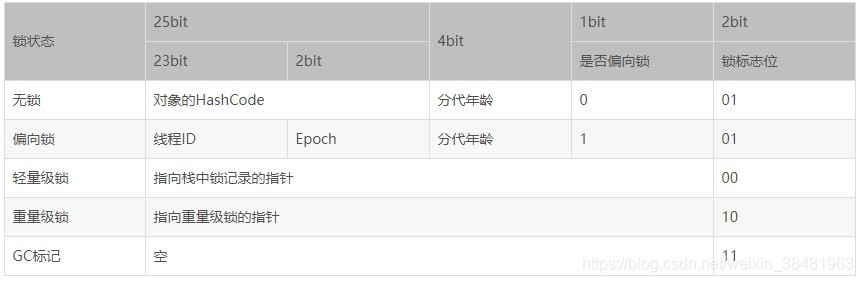 锁状态 25bit 4bit 1bit 2bit
23bit 2bit 是否偏向锁 锁标志位
无锁 对象的HashCode 分代年龄 0 01
偏向锁 线程ID Epoch 分代年龄 1 01
轻量级锁 指向栈中锁记录的指针 00
重量级锁 指向重量级锁的指针 10
GC标记 空 11
https://blog.csdn.net/weixin_38481963